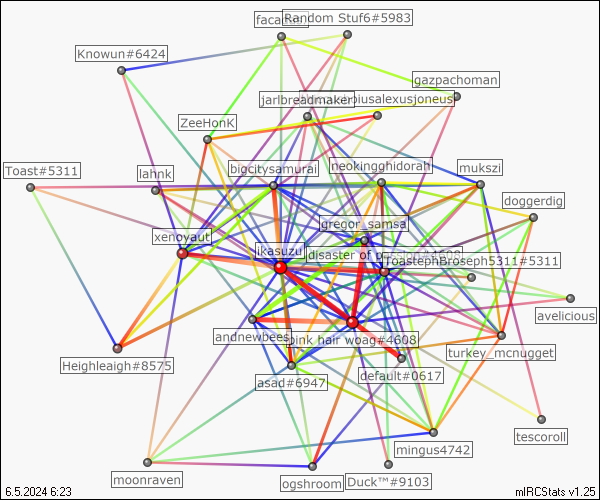 faca
Random Stuf6#5983
Knowun#6424
gazpachoman
jarlbreadmaker
piusalexusjoneus
ZeeHonK
Toast#5311
lahnk
bigcitysamurai
neokingghidorah
mukszi
doggerdig
gregor_samsa
xenoyaut
ikasuzu
disaster of
ToastephBroseph5311#5311
avelicious
andnewbees
pink hair woag#4608
turkey_mcnugget
Heighleaigh#8575
asad#6947
default#0617
tescoroll
mingus4742
moonraven
ogshroom
Duck™#9103
6.5.2024 6:23
mIRCStats v1.25